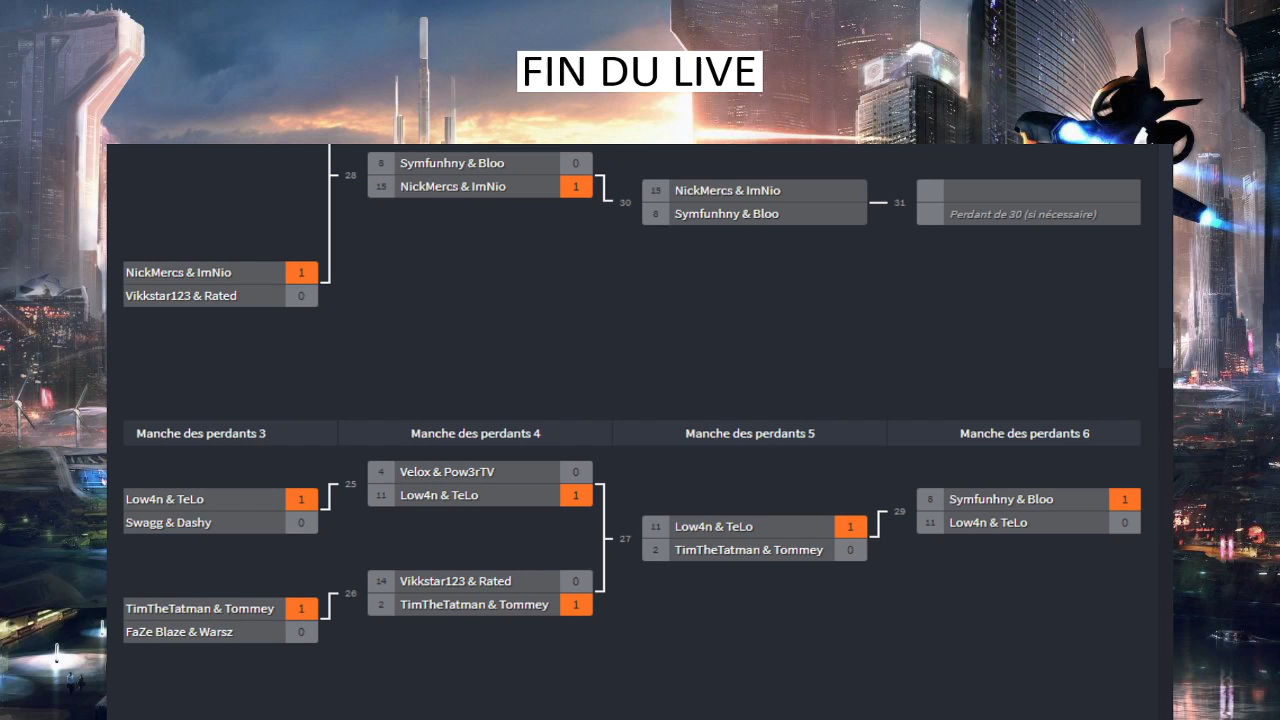 FIN DU LIVE
28
8 Symfunhny & Bloo 0
15 NickMercs & ImNio 1
30
15 NickMercs & ImNio
8 Symfunhny & Bloo
31
Perdant de 30 (si nécessaire)
NickMercs & ImNio 1
Vikkstar123 & Rated 0
Manche des perdants 3
Manche des perdants 4
Manche des perdants 5
Manche des perdants 6
Low4n & TeLo 1
Swagg & Dashy 0
25
4 Velox & Pow3rTV 0
11 Low4n & TeLo 1
27
11 Low4n & TeLo 1
2 TimTheTatman & Tommey 0
29
8 Symfunhny & Bloo 1
11 Low4n & TeLo 0
TimTheTatman & Tommey 1
FaZe Blaze & Warsz 0
26
14 Vikkstar123 & Rated 0
2 TimTheTatman & Tommey 1